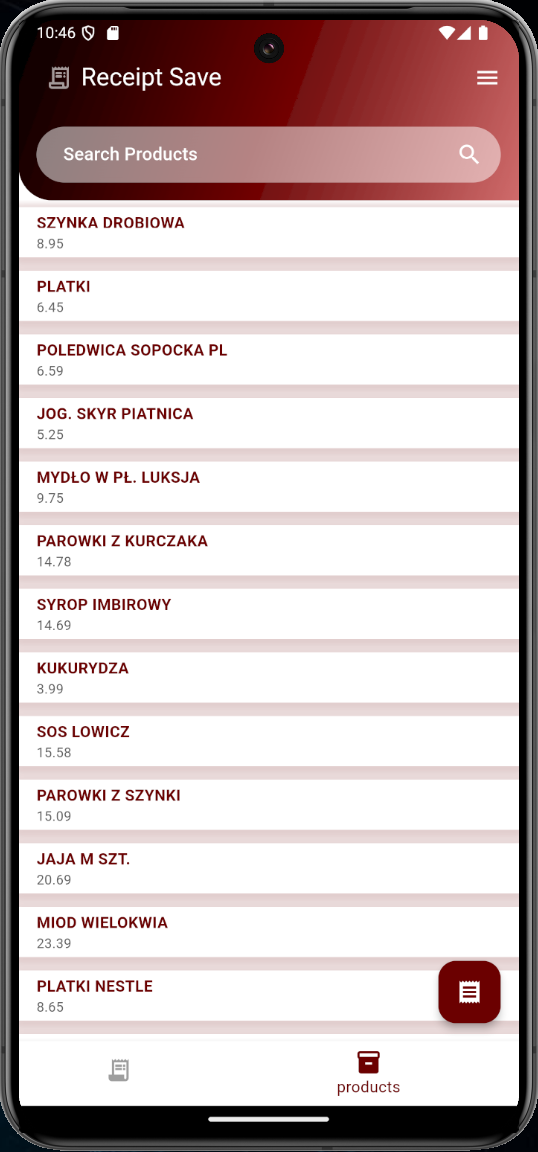 10:46
Receipt Save
Search Products
SZYNKA DROBIOWA
8.95
PLATKI
6.45
POLEDWICA SOPOCKA PL
6.59
JOG. SKYR PIATNICA
5.25
MYDŁO W PŁ. LUKSJA
9.75
PAROWKI Z KURCZAKA
14.78
SYROP IMBIROWY
14.69
KUKURYDZA
3.99
SOS LOWICZ
15.58
PAROWKI Z SZYNKI
15.09
JAJA M SZT.
20.69
MIOD WIELOKWIA
23.39
PLATKI NESTLE
8.65
products